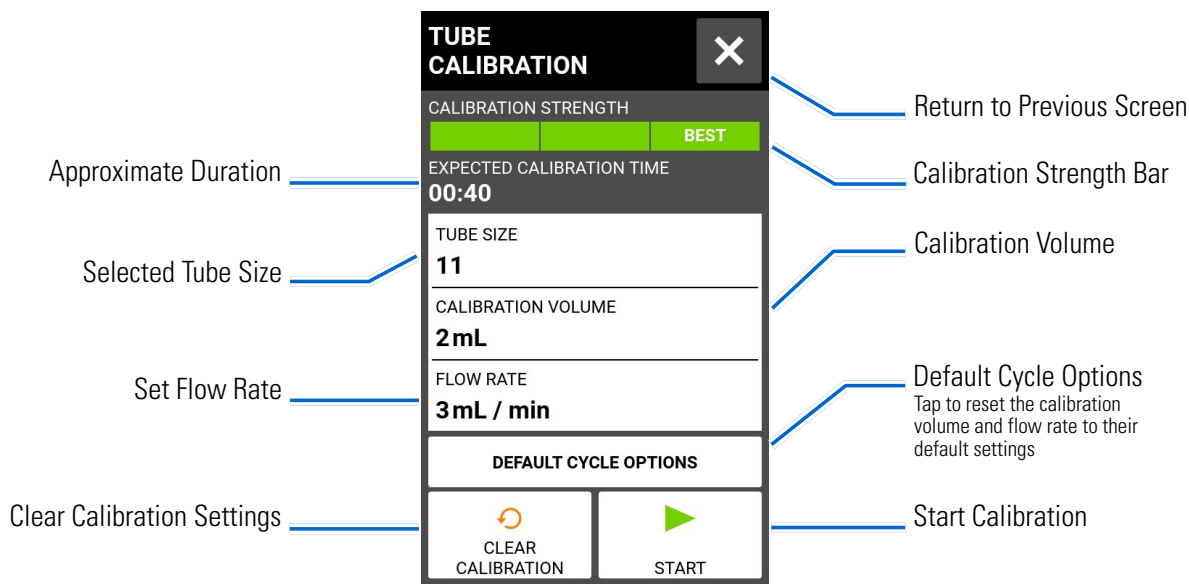 TUBE
CALIBRATION
CALIBRATION STRENGTH
BEST
EXPECTED CALIBRATION TIME
00:40
TUBE SIZE
11
CALIBRATION VOLUME
2 mL
FLOW RATE
3 mL / min
DEFAULT CYCLE OPTIONS
CLEAR
CALIBRATION
START
Approximate Duration
Selected Tube Size
Set Flow Rate
Clear Calibration Settings
Return to Previous Screen
Calibration Strength Bar
Calibration Volume
Default Cycle Options
Tap to reset the calibration
volume and flow rate to their
default settings
Start Calibration